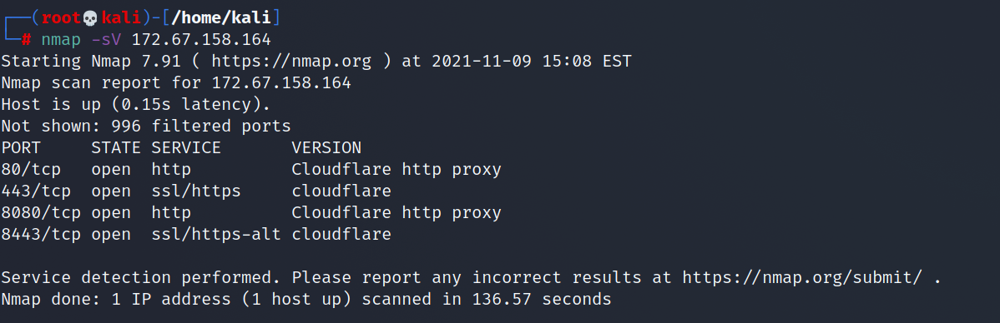 ┌──(root💀kali)-[/home/kali]
└─# nmap -sV 172.67.158.164
Starting Nmap 7.91 ( https://nmap.org ) at 2021-11-09 15:08 EST
Nmap scan report for 172.67.158.164
Host is up (0.15s latency).
Not shown: 996 filtered ports
PORT     STATE SERVICE       VERSION
80/tcp   open  http          Cloudflare http proxy
443/tcp  open  ssl/https     cloudflare
8080/tcp open  http          Cloudflare http proxy
8443/tcp open  ssl/https-alt cloudflare
Service detection performed. Please report any incorrect results at https://nmap.org/submit/ .
Nmap done: 1 IP address (1 host up) scanned in 136.57 seconds